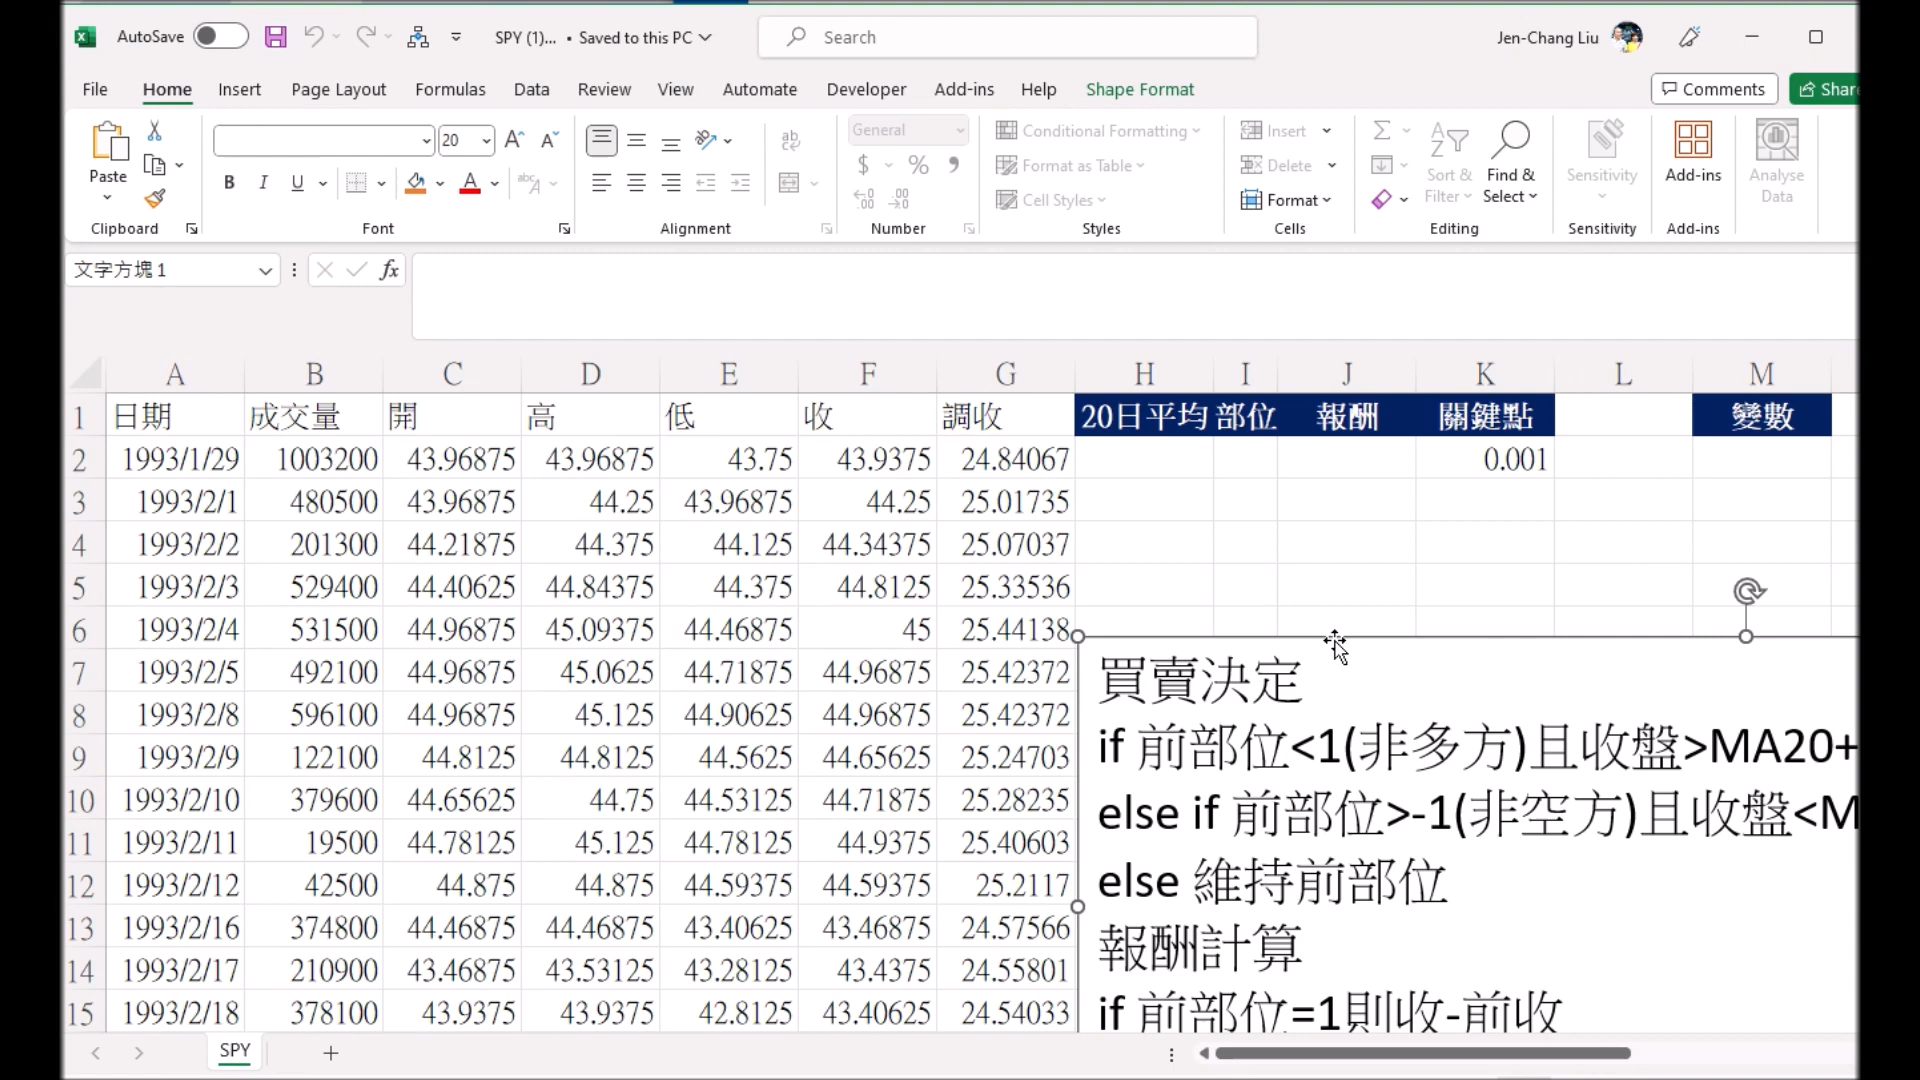 AutoSave
SPY (1)... • Saved to this PC
Search
Jen-Chang Liu
File Home Insert Page Layout Formulas Data Review View Automate Developer Add-ins Help Shape Format
Comments
Paste
20
B I U
General
$ % 9
Conditional Formatting
Format as Table
Cell Styles
Insert
Delete
Format
Sort & Filter
Find & Select
Sensitivity
Add-ins
Analyse Data
Clipboard Font Alignment Number Styles Cells Editing Sensitivity Add-ins
文字方塊 1
fx
A B C D E F G H I J K L M
1 日期 成交量 開 高 低 收 調收 20日平均 部位 報酬 關鍵點 變數
2 1993/1/29 1003200 43.96875 43.96875 43.75 43.9375 24.84067 0.001
3 1993/2/1 480500 43.96875 44.25 43.96875 44.25 25.01735
4 1993/2/2 201300 44.21875 44.375 44.125 44.34375 25.07037
5 1993/2/3 529400 44.40625 44.84375 44.375 44.8125 25.33536
6 1993/2/4 531500 44.96875 45.09375 44.46875 45 25.44138
7 1993/2/5 492100 44.96875 45.0625 44.71875 44.96875 25.42372
8 1993/2/8 596100 44.96875 45.125 44.90625 44.96875 25.42372
9 1993/2/9 122100 44.8125 44.8125 44.5625 44.65625 25.24703
10 1993/2/10 379600 44.65625 44.75 44.53125 44.71875 25.28235
11 1993/2/11 19500 44.78125 45.125 44.78125 44.9375 25.40603
12 1993/2/12 42500 44.875 44.875 44.59375 44.59375 25.2117
13 1993/2/16 374800 44.46875 44.46875 43.40625 43.46875 24.57566
14 1993/2/17 210900 43.46875 43.53125 43.28125 43.4375 24.55801
15 1993/2/18 378100 43.9375 43.9375 42.8125 43.40625 24.54033
買賣決定
if 前部位<1(非多方)且收盤>MA20+
else if 前部位>-1(非空方)且收盤<M
else 維持前部位
報酬計算
if 前部位=1則收-前收
SPY